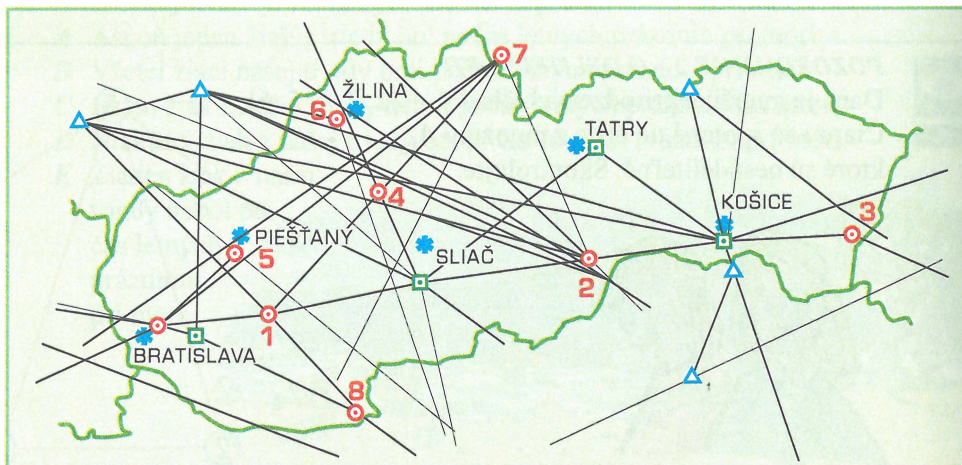 7
ŽILINA
6
TATRY
4
KOŠICE
3
PIEŠŤANY
SLIAČ
5
2
1
BRATISLAVA
8